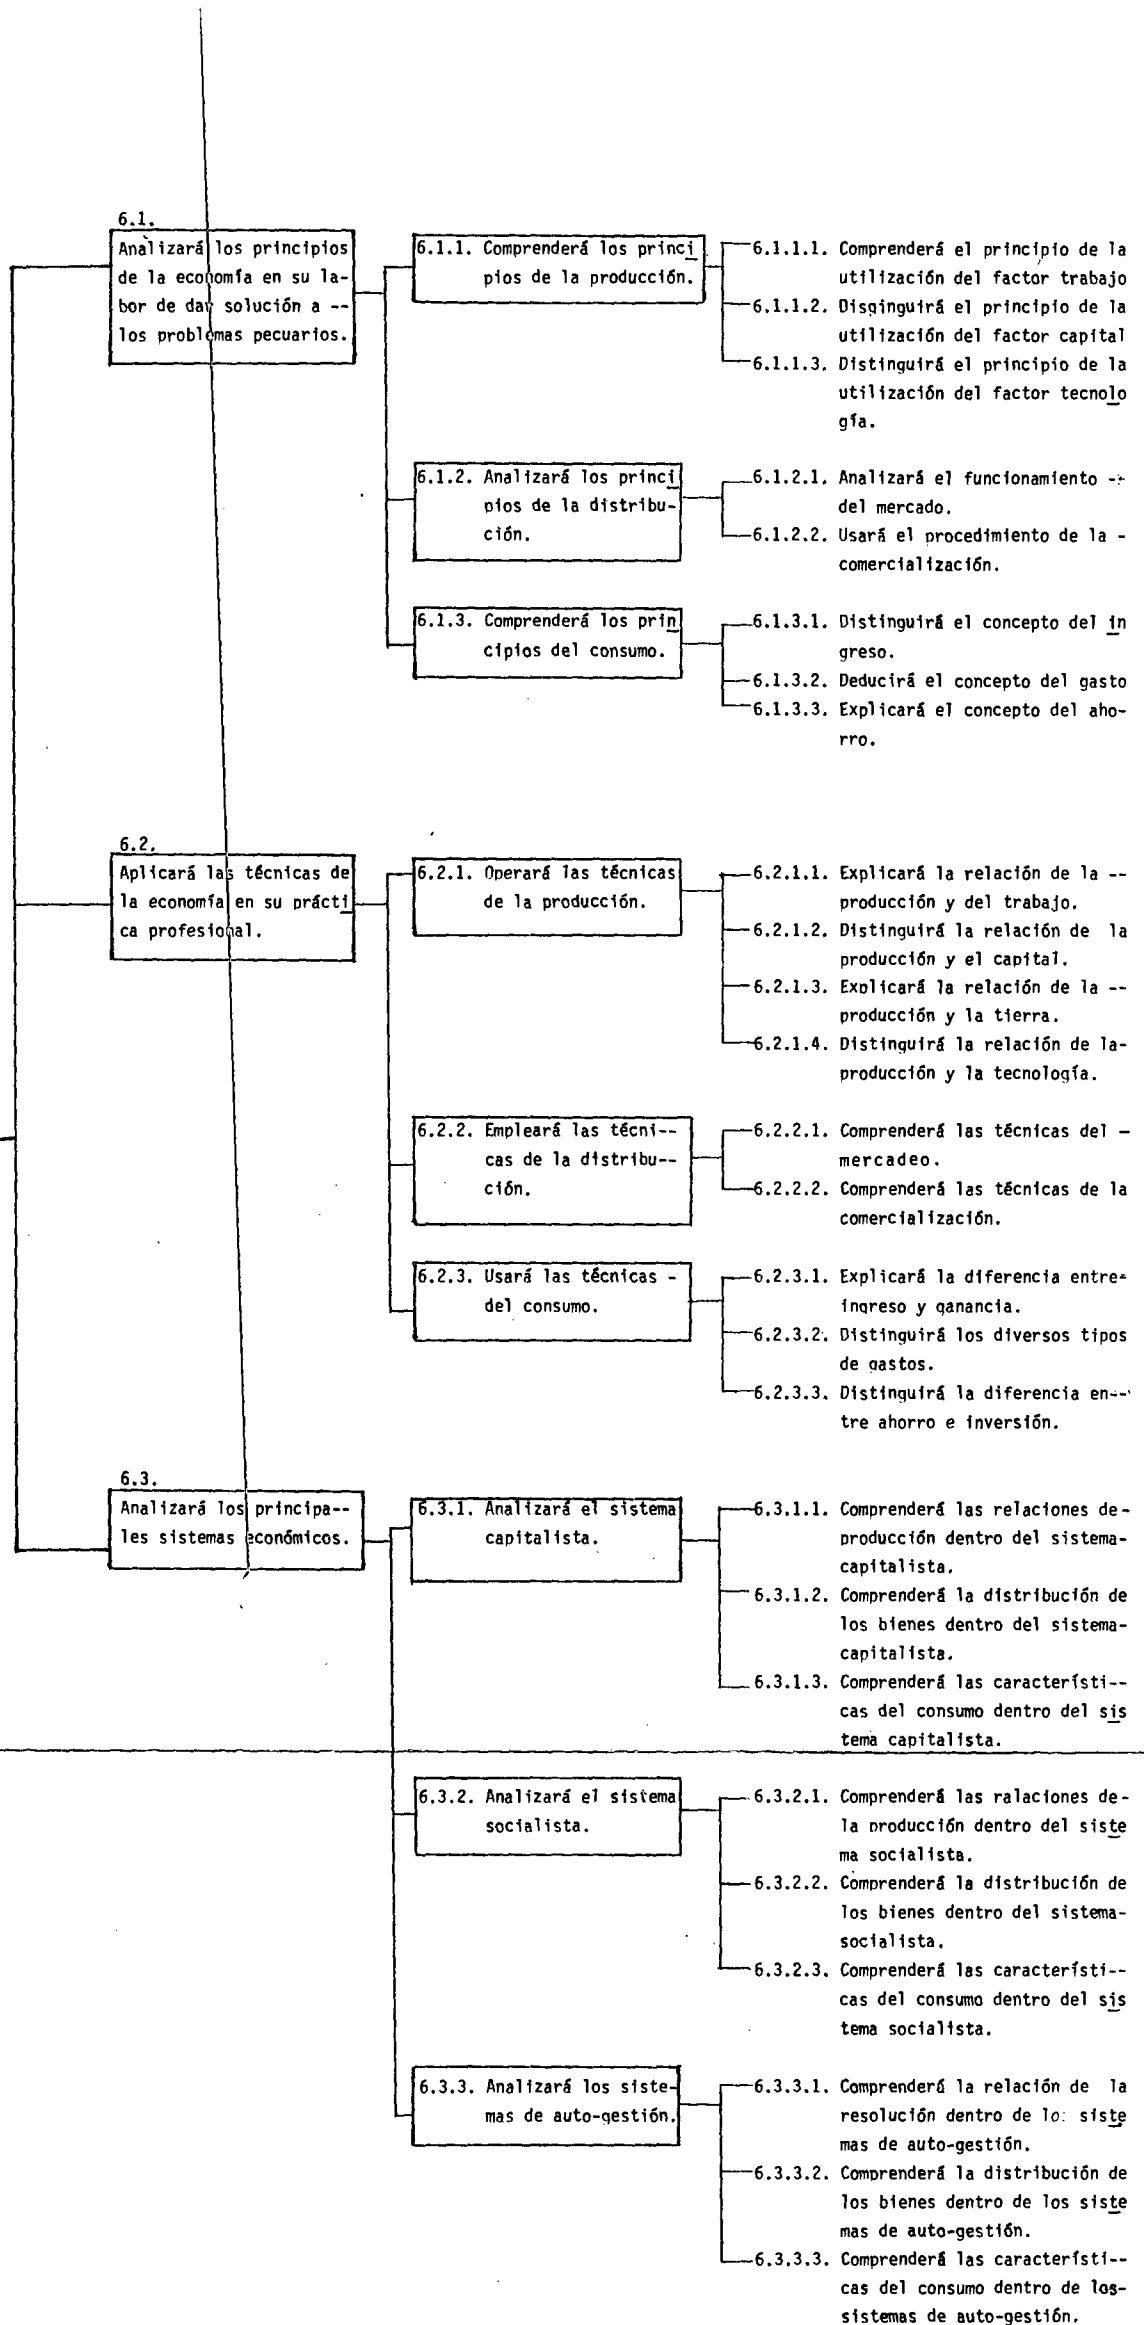 6.1.
Analizará los principios
de la economía en su la-
bor de dar solución a --
los problemas pecuarios.
6.1.1. Comprenderá los princi
pios de la producción.
6.1.1.1. Comprenderá el principio de la
utilización del factor trabajo
6.1.1.2. Disginguirá el principio de la
utilización del factor capital
6.1.1.3. Distinguirá el principio de la
utilización del factor tecnolo
gía.
6.1.2. Analizará los princi
pios de la distribu-
ción.
6.1.2.1. Analizará el funcionamiento --
del mercado.
6.1.2.2. Usará el procedimiento de la -
comercialización.
6.1.3. Comprenderá los prin
cipios del consumo.
6.1.3.1. Distinguirá el concepto del in
greso.
6.1.3.2. Deducirá el concepto del gasto
6.1.3.3. Explicará el concepto del aho-
rro.
6.2.
Aplicará las técnicas de
la economía en su prácti
ca profesional.
6.2.1. Operará las técnicas
de la producción.
6.2.1.1. Explicará la relación de la --
producción y del trabajo.
6.2.1.2. Distinguirá la relación de la
producción y el capital.
6.2.1.3. Explicará la relación de la --
producción y la tierra.
6.2.1.4. Distinguirá la relación de la-
producción y la tecnología.
6.2.2. Empleará las técni--
cas de la distribu--
ción.
6.2.2.1. Comprenderá las técnicas del -
mercadeo.
6.2.2.2. Comprenderá las técnicas de la
comercialización.
6.2.3. Usará las técnicas -
del consumo.
6.2.3.1. Explicará la diferencia entre-
ingreso y ganancia.
6.2.3.2. Distinguirá los diversos tipos
de gastos.
6.2.3.3. Distinguirá la diferencia en--
tre ahorro e inversión.
6.3.
Analizará los principa--
les sistemas económicos.
6.3.1. Analizará el sistema
capitalista.
6.3.1.1. Comprenderá las relaciones de-
producción dentro del sistema-
capitalista.
6.3.1.2. Comprenderá la distribución de
los bienes dentro del sistema-
capitalista.
6.3.1.3. Comprenderá las característi--
cas del consumo dentro del sis
tema capitalista.
6.3.2. Analizará el sistema
socialista.
6.3.2.1. Comprenderá las ralaciones de-
la producción dentro del siste
ma socialista.
6.3.2.2. Comprenderá la distribución de
los bienes dentro del sistema-
socialista.
6.3.2.3. Comprenderá las característi--
cas del consumo dentro del sis
tema socialista.
6.3.3. Analizará los siste-
mas de auto-gestión.
6.3.3.1. Comprenderá la relación de la
resolución dentro de los siste
mas de auto-gestión.
6.3.3.2. Comprenderá la distribución de
los bienes dentro de los siste
mas de auto-gestión.
6.3.3.3. Comprenderá las característi--
cas del consumo dentro de los-
sistemas de auto-gestión.